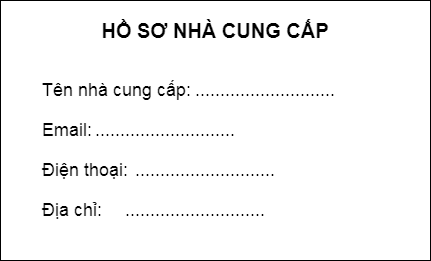 HỒ SƠ NHÀ CUNG CẤP
Tên nhà cung cấp: ............................
Email: ............................
Điện thoại: ............................
Địa chỉ: ............................